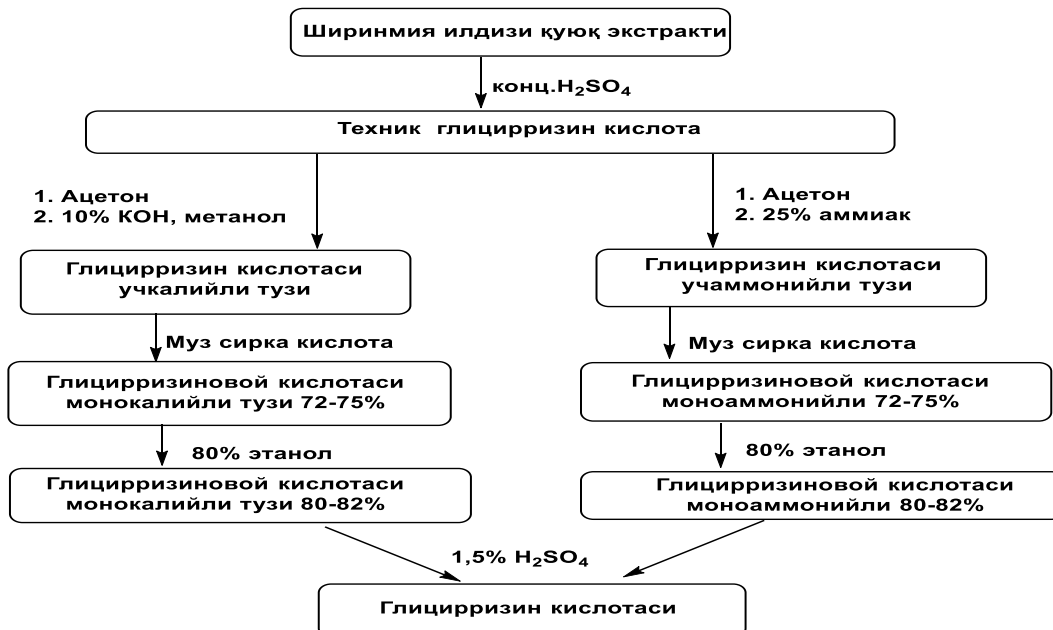 Ширинмия илдизи қуюқ экстракти
конц.H₂SO₄
Техник глицирризин кислота
1. Ацетон
2. 10% КОН, метанол
1. Ацетон
2. 25% аммиак
Глицирризин кислотаси
учкалийли тузи
Глицирризин кислотаси
учаммонийли тузи
Муз сирка кислота
Муз сирка кислота
Глицирризиновой кислотаси
монокалийли тузи 72-75%
Глицирризиновой кислотаси
моноаммонийли 72-75%
80% этанол
80% этанол
Глицирризиновой кислотаси
монокалийли тузи 80-82%
Глицирризиновой кислотаси
моноаммонийли 80-82%
1,5% H₂SO₄
Глицирризин кислотаси